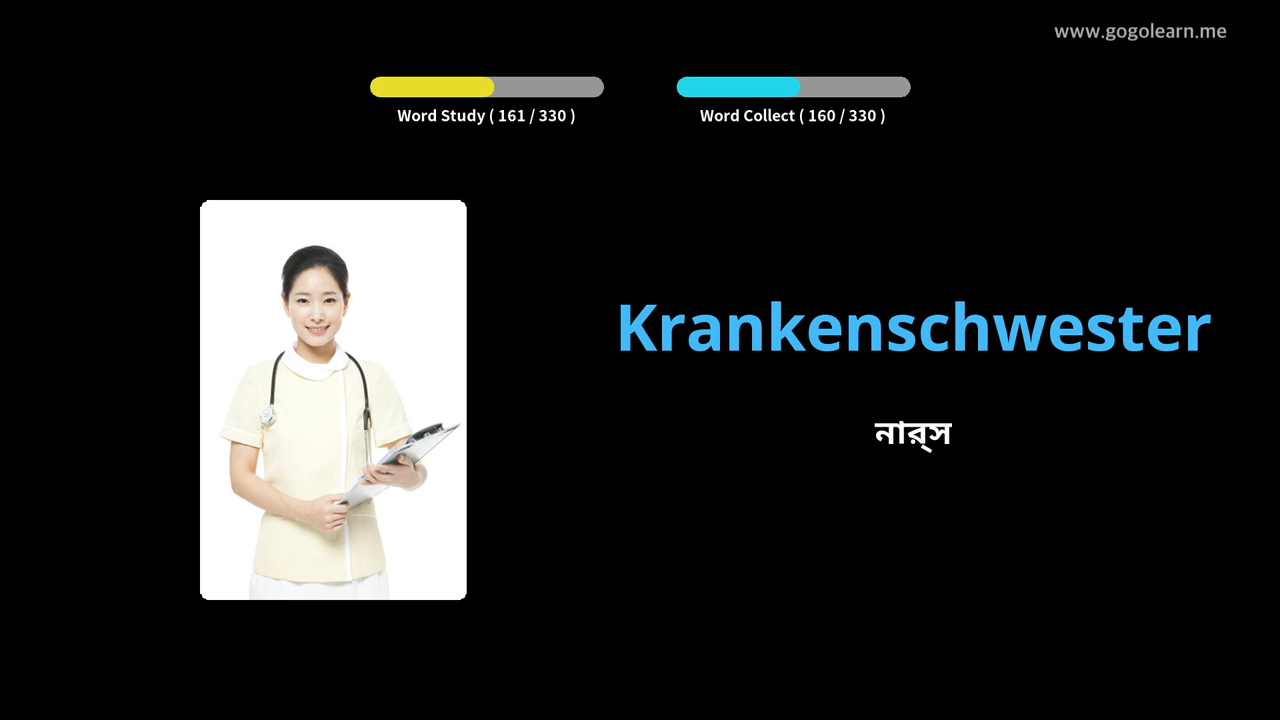 www.gogolearn.me
Word Study ( 161 / 330 )
Word Collect ( 160 / 330 )
Krankenschwester
নার্স